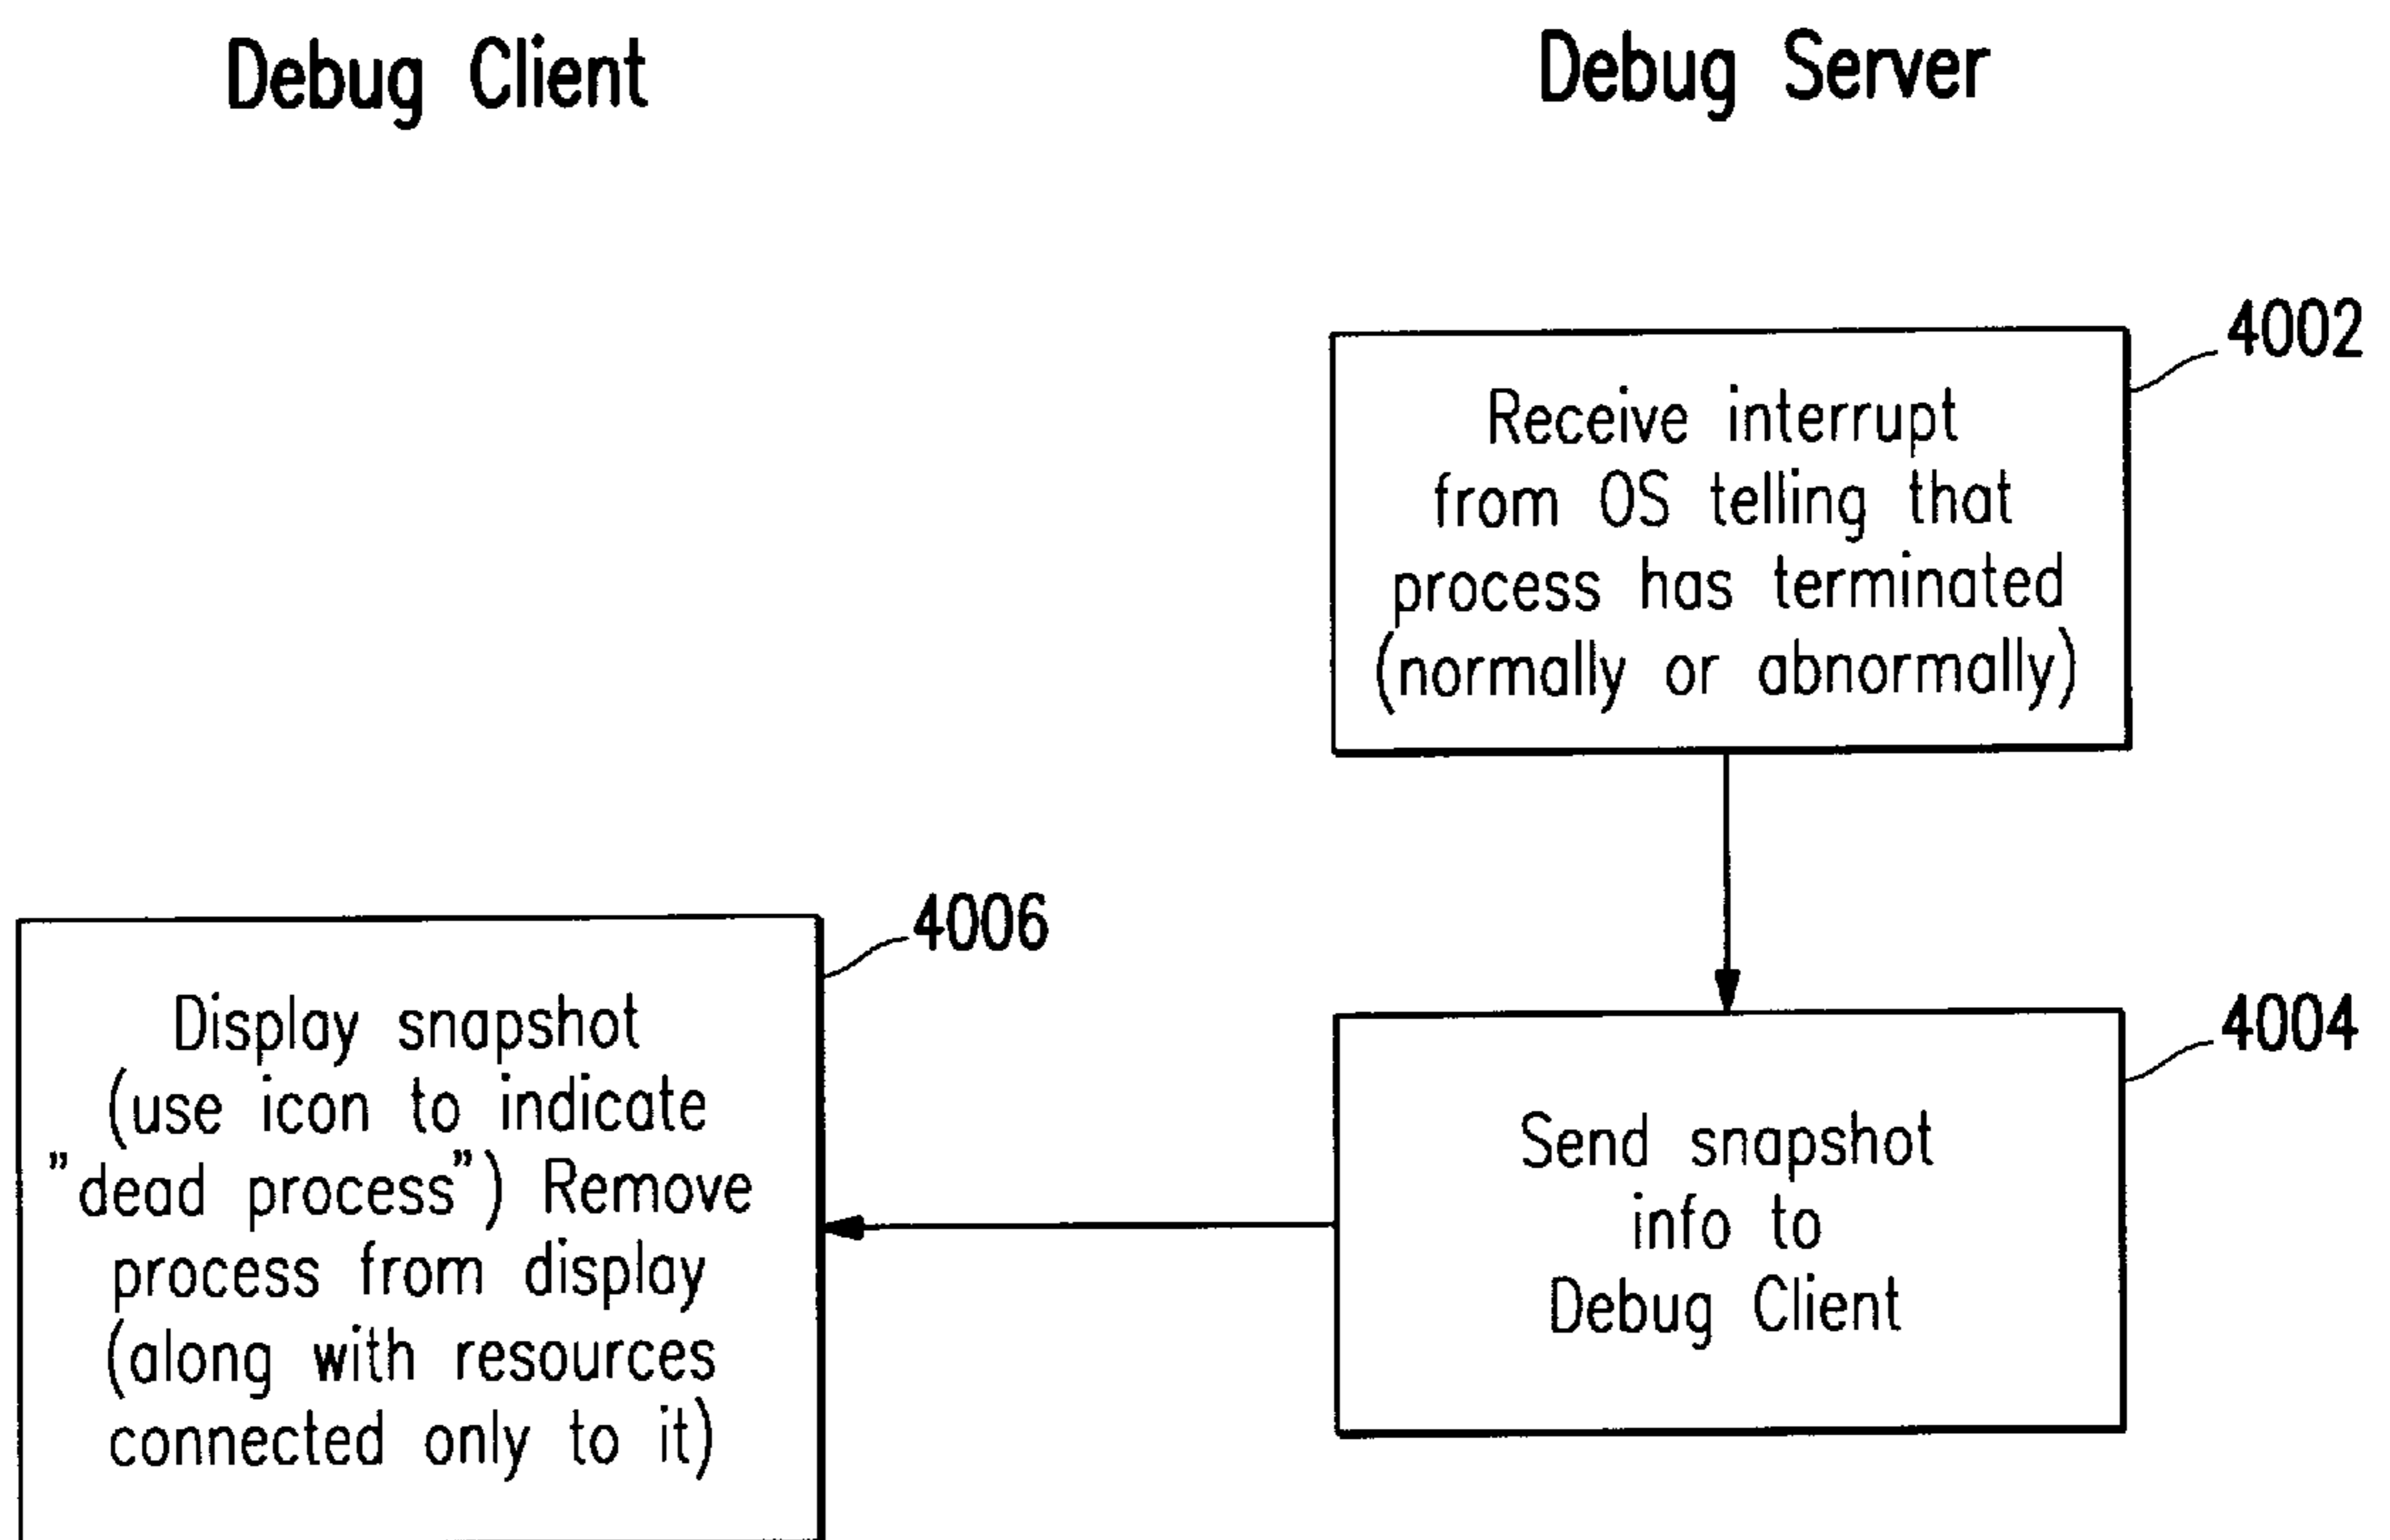 Debug Client
Debug Server
4002
Receive interrupt
from OS telling that
process has terminated
(normally or abnormally)
4006
Display snapshot
(use icon to indicate
"dead process") Remove
process from display
(along with resources
connected only to it)
4004
Send snapshot
info to
Debug Client